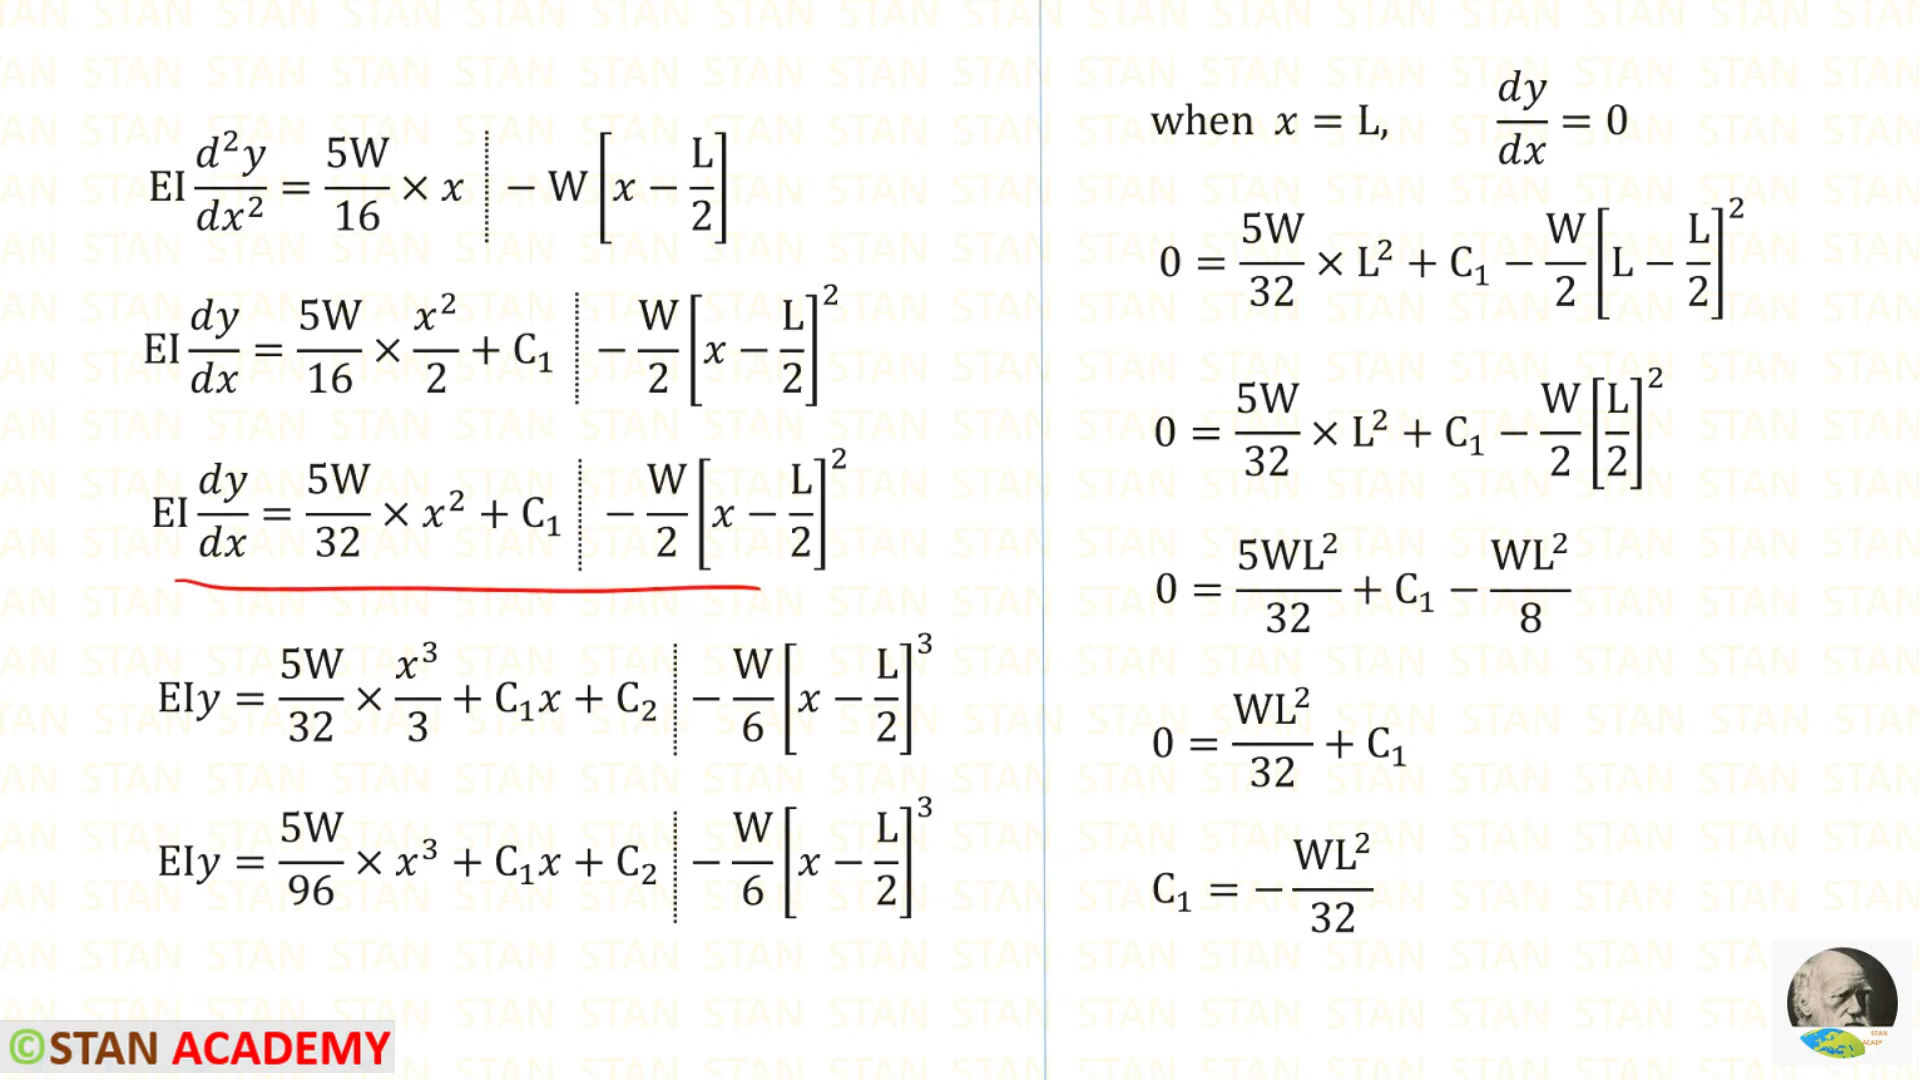 EI d²y/dx² = 5W/16 × x | − W[x − L/2]
EI dy/dx = 5W/16 × x²/2 + C₁ | − W/2[x − L/2]²
EI dy/dx = 5W/32 × x² + C₁ | − W/2[x − L/2]²
EIy = 5W/32 × x³/3 + C₁x + C₂ | − W/6[x − L/2]³
EIy = 5W/96 × x³ + C₁x + C₂ | − W/6[x − L/2]³
when x = L, dy/dx = 0
0 = 5W/32 × L² + C₁ − W/2[L − L/2]²
0 = 5W/32 × L² + C₁ − W/2[L/2]²
0 = 5WL²/32 + C₁ − WL²/8
0 = WL²/32 + C₁
C₁ = − WL²/32
©STAN ACADEMY
STAN